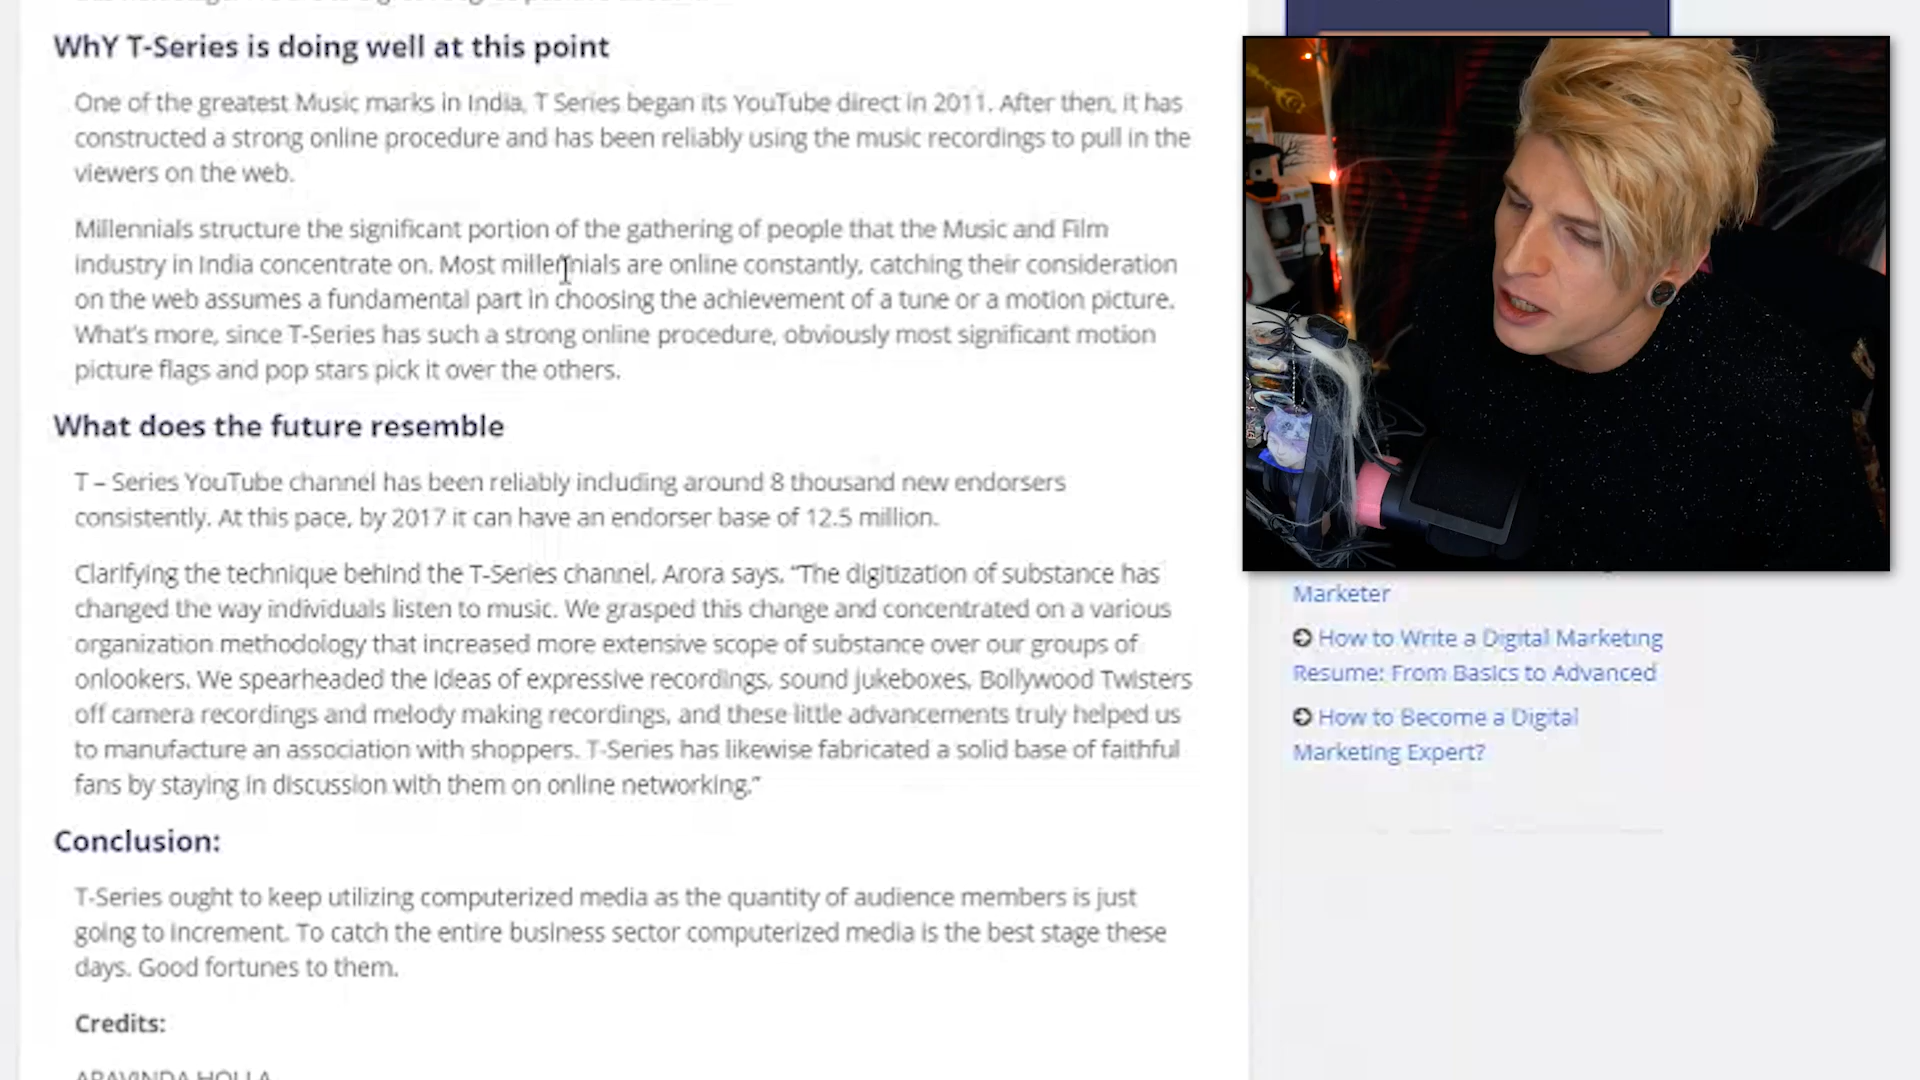 WhY T-Series is doing well at this point
One of the greatest Music marks in India, T Series began its YouTube direct in 2011. After then, it has
constructed a strong online procedure and has been reliably using the music recordings to pull in the
viewers on the web.
Millennials structure the significant portion of the gathering of people that the Music and Film
industry in India concentrate on. Most millennials are online constantly, catching their consideration
on the web assumes a fundamental part in choosing the achievement of a tune or a motion picture.
What's more, since T-Series has such a strong online procedure, obviously most significant motion
picture flags and pop stars pick it over the others.
What does the future resemble
T – Series YouTube channel has been reliably including around 8 thousand new endorsers
consistently. At this pace, by 2017 it can have an endorser base of 12.5 million.
Clarifying the technique behind the T-Series channel, Arora says, "The digitization of substance has
changed the way individuals listen to music. We grasped this change and concentrated on a various
organization methodology that increased more extensive scope of substance over our groups of
onlookers. We spearheaded the ideas of expressive recordings, sound jukeboxes, Bollywood Twisters
off camera recordings and melody making recordings, and these little advancements truly helped us
to manufacture an association with shoppers. T-Series has likewise fabricated a solid base of faithful
fans by staying in discussion with them on online networking."
Conclusion:
T-Series ought to keep utilizing computerized media as the quantity of audience members is just
going to increment. To catch the entire business sector computerized media is the best stage these
days. Good fortunes to them.
Credits:
ARAVINDA HOLLA
Marketer
How to Write a Digital Marketing
Resume: From Basics to Advanced
How to Become a Digital
Marketing Expert?